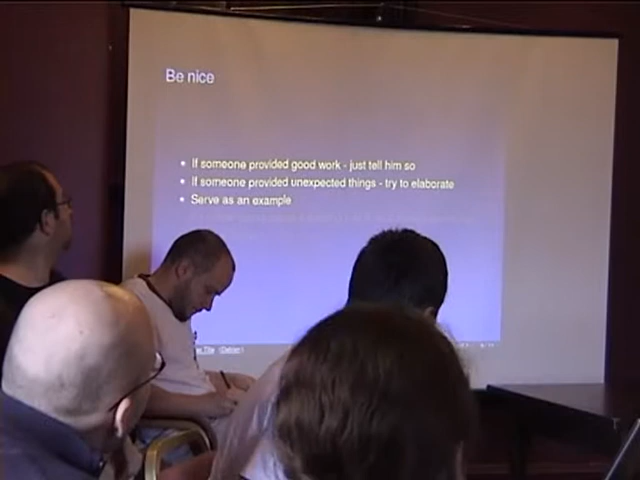 Be nice
• If someone provided good work - just tell him so
• If someone provided unexpected things - try to elaborate
• Serve as an example
(Debian)